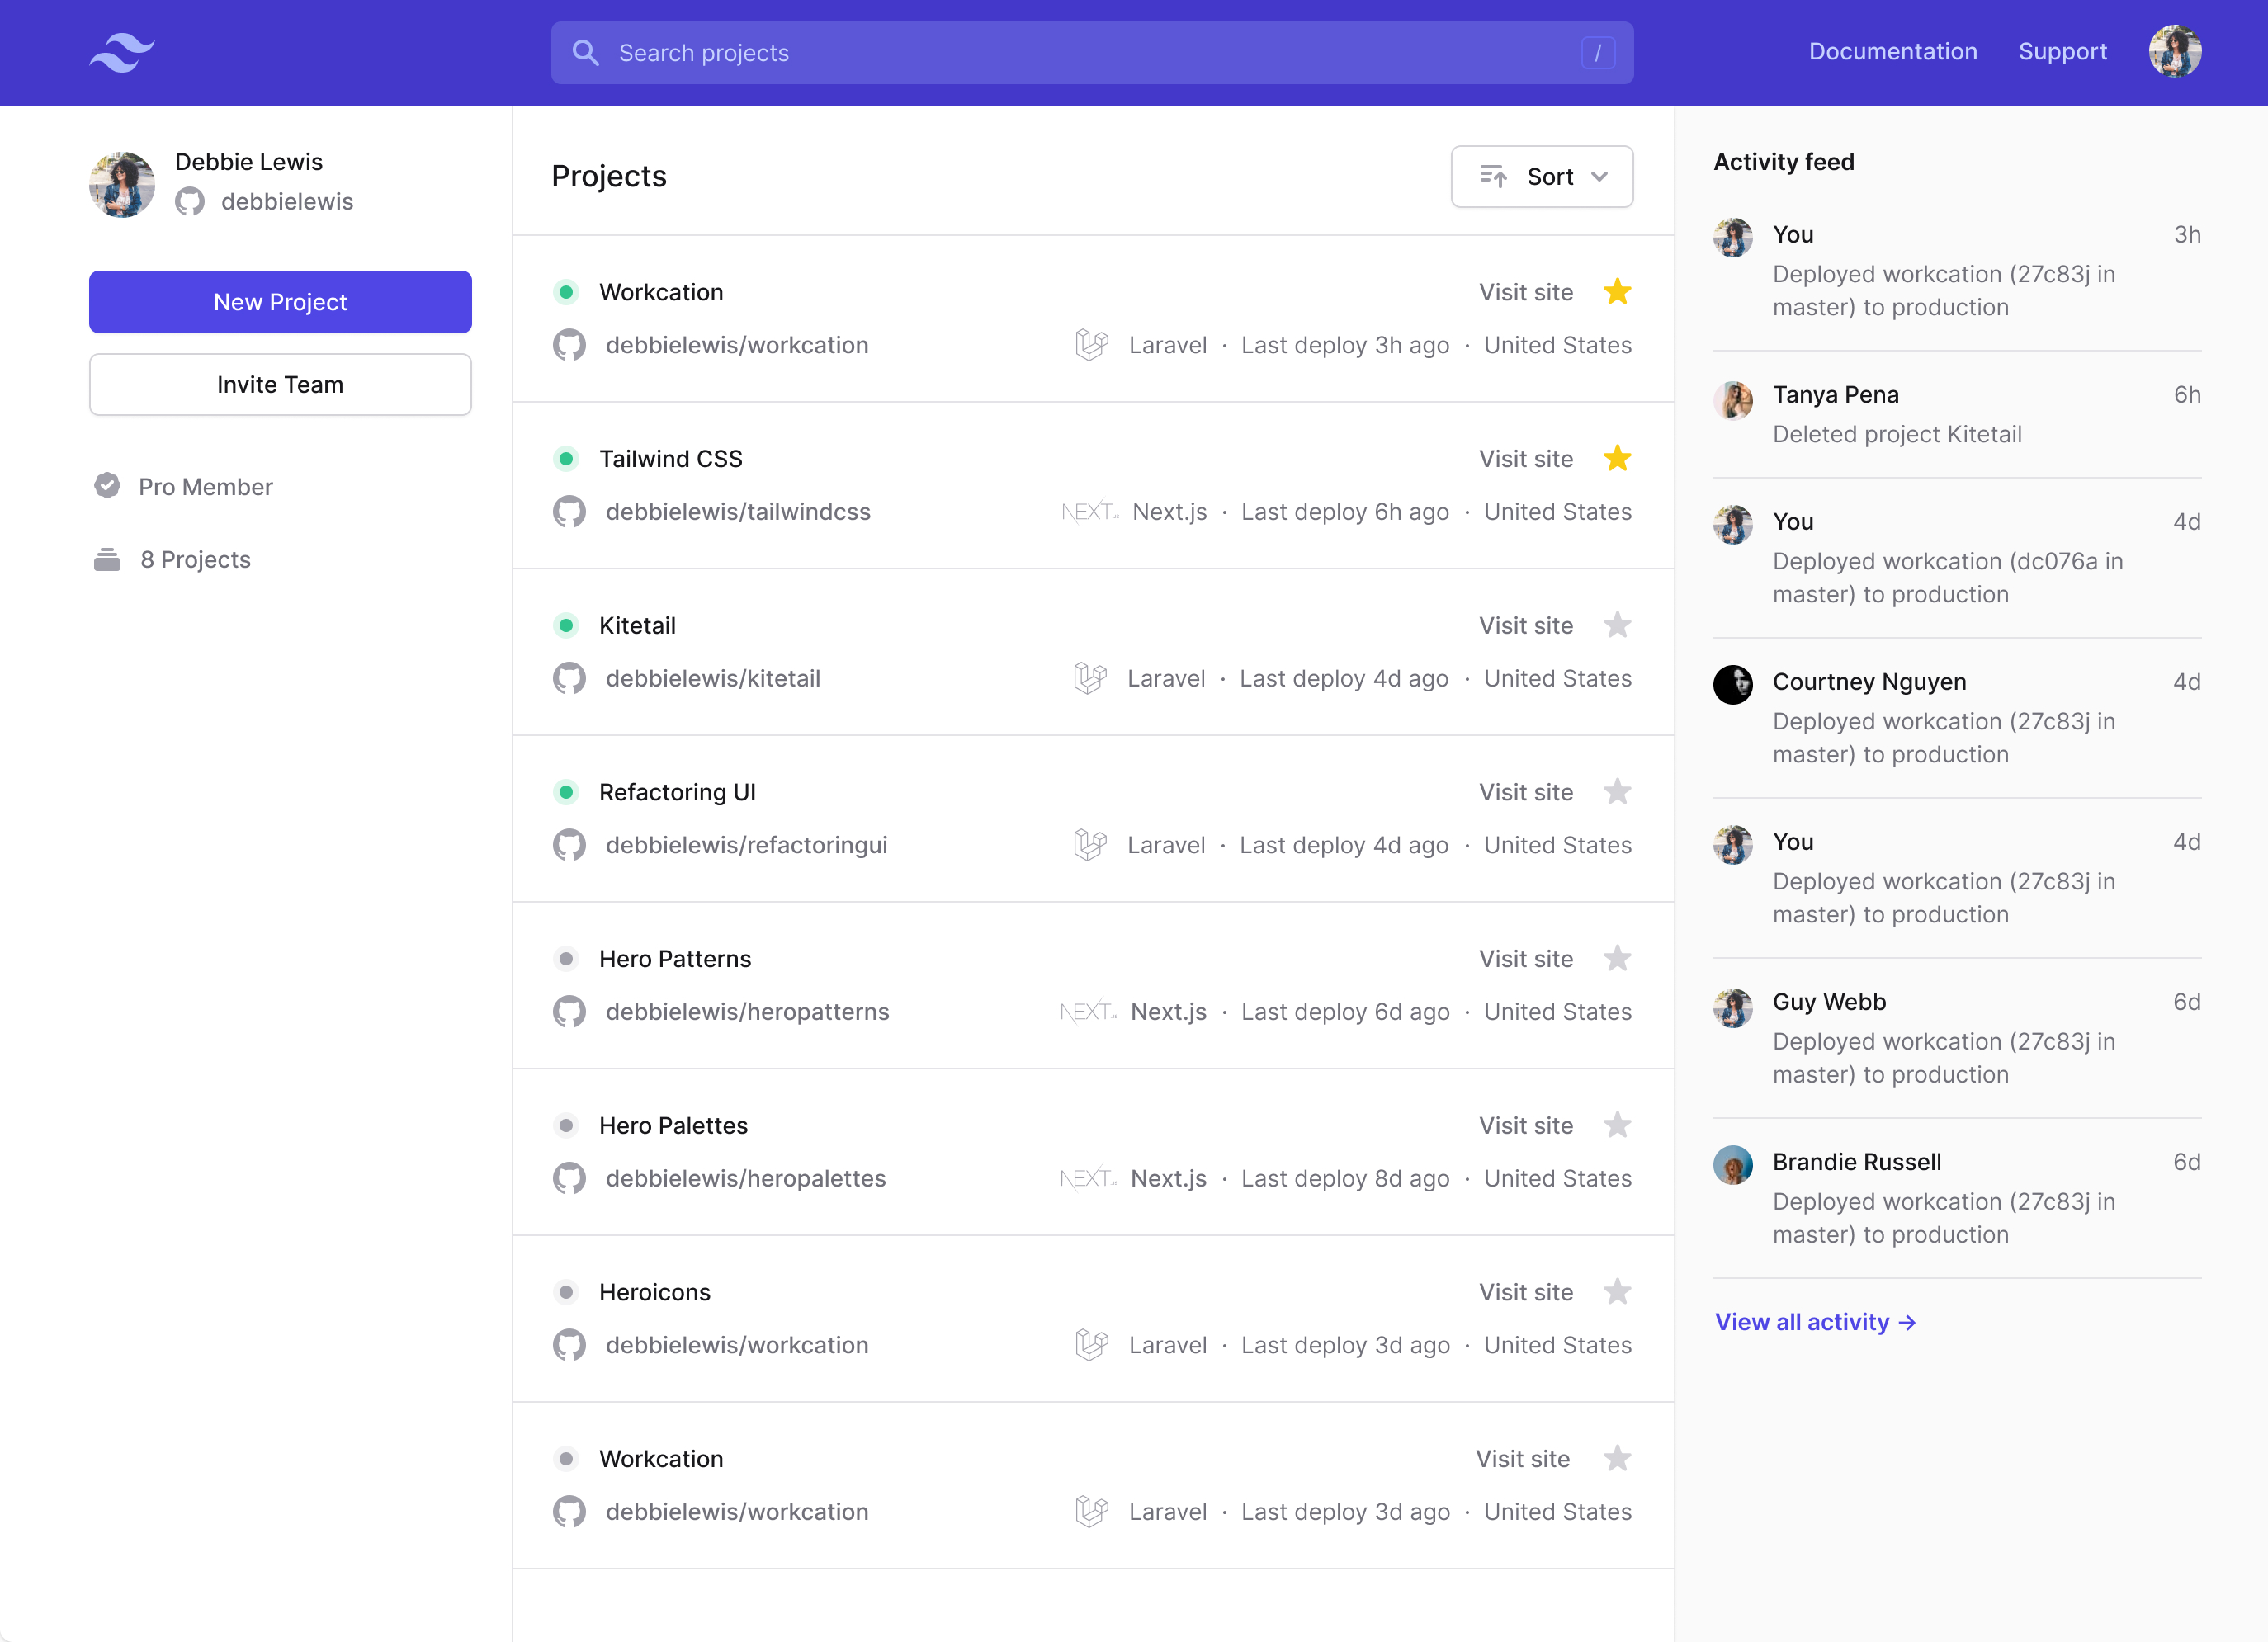 Search projects
/
Documentation
Support
Debbie Lewis
debbielewis
New Project
Invite Team
Pro Member
8 Projects
Projects
Sort
Workcation
Visit site
debbielewis/workcation
Laravel · Last deploy 3h ago · United States
Tailwind CSS
Visit site
debbielewis/tailwindcss
NEXT.JS Next.js · Last deploy 6h ago · United States
Kitetail
Visit site
debbielewis/kitetail
Laravel · Last deploy 4d ago · United States
Refactoring UI
Visit site
debbielewis/refactoringui
Laravel · Last deploy 4d ago · United States
Hero Patterns
Visit site
debbielewis/heropatterns
NEXT.JS Next.js · Last deploy 6d ago · United States
Hero Palettes
Visit site
debbielewis/heropalettes
NEXT.JS Next.js · Last deploy 8d ago · United States
Heroicons
Visit site
debbielewis/workcation
Laravel · Last deploy 3d ago · United States
Workcation
Visit site
debbielewis/workcation
Laravel · Last deploy 3d ago · United States
Activity feed
You 3h
Deployed workcation (27c83j in
master) to production
Tanya Pena 6h
Deleted project Kitetail
You 4d
Deployed workcation (dc076a in
master) to production
Courtney Nguyen 4d
Deployed workcation (27c83j in
master) to production
You 4d
Deployed workcation (27c83j in
master) to production
Guy Webb 6d
Deployed workcation (27c83j in
master) to production
Brandie Russell 6d
Deployed workcation (27c83j in
master) to production
View all activity →